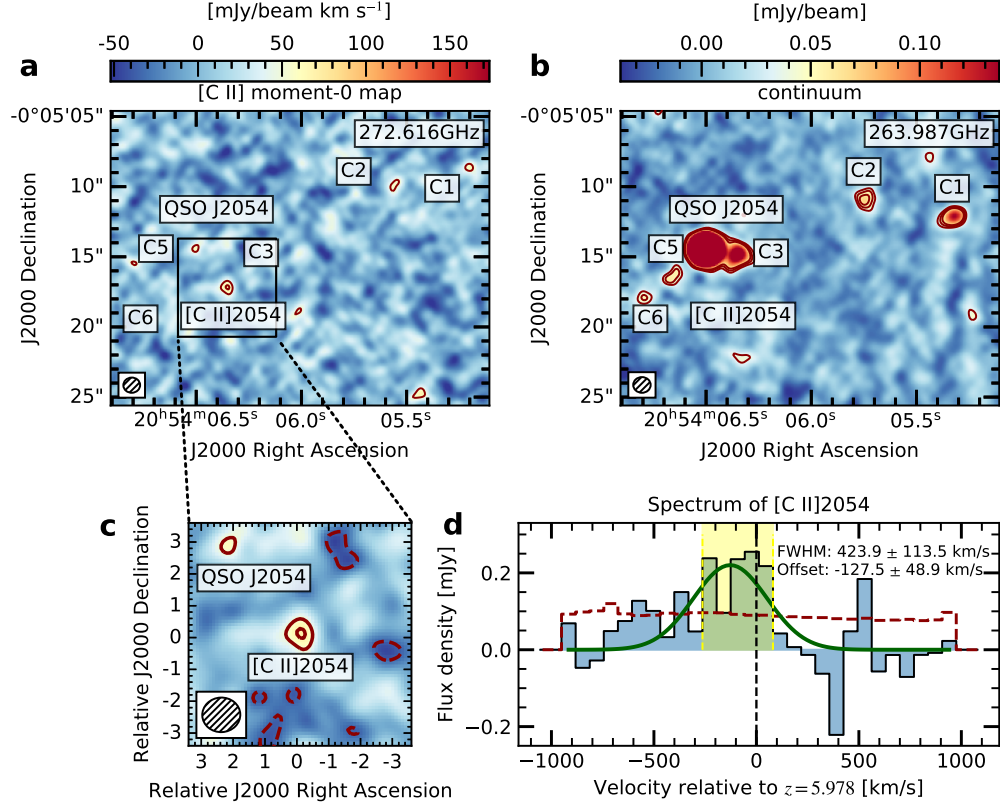 [mJy/beam km s⁻¹]
-50 0 50 100 150
a
[C II] moment-0 map
272.616GHz
-0°05'05"
10"
15"
20"
25"
J2000 Declination
C2
C1
QSO J2054
C5
C3
C6
[C II]2054
20ʰ54ᵐ06.5ˢ 06.0ˢ 05.5ˢ
J2000 Right Ascension
[mJy/beam]
0.00 0.05 0.10
b
continuum
263.987GHz
-0°05'05"
10"
15"
20"
25"
J2000 Declination
C2
C1
QSO J2054
C5
C3
C6
[C II]2054
20ʰ54ᵐ06.5ˢ 06.0ˢ 05.5ˢ
J2000 Right Ascension
c
Relative J2000 Declination
3
2
1
0
-1
-2
-3
QSO J2054
[C II]2054
3 2 1 0 -1 -2 -3
Relative J2000 Right Ascension
d
Spectrum of [C II]2054
FWHM: 423.9 ± 113.5 km/s
Offset: -127.5 ± 48.9 km/s
Flux density [mJy]
0.2
0.0
−0.2
−1000 −500 0 500 1000
Velocity relative to z=5.978 [km/s]